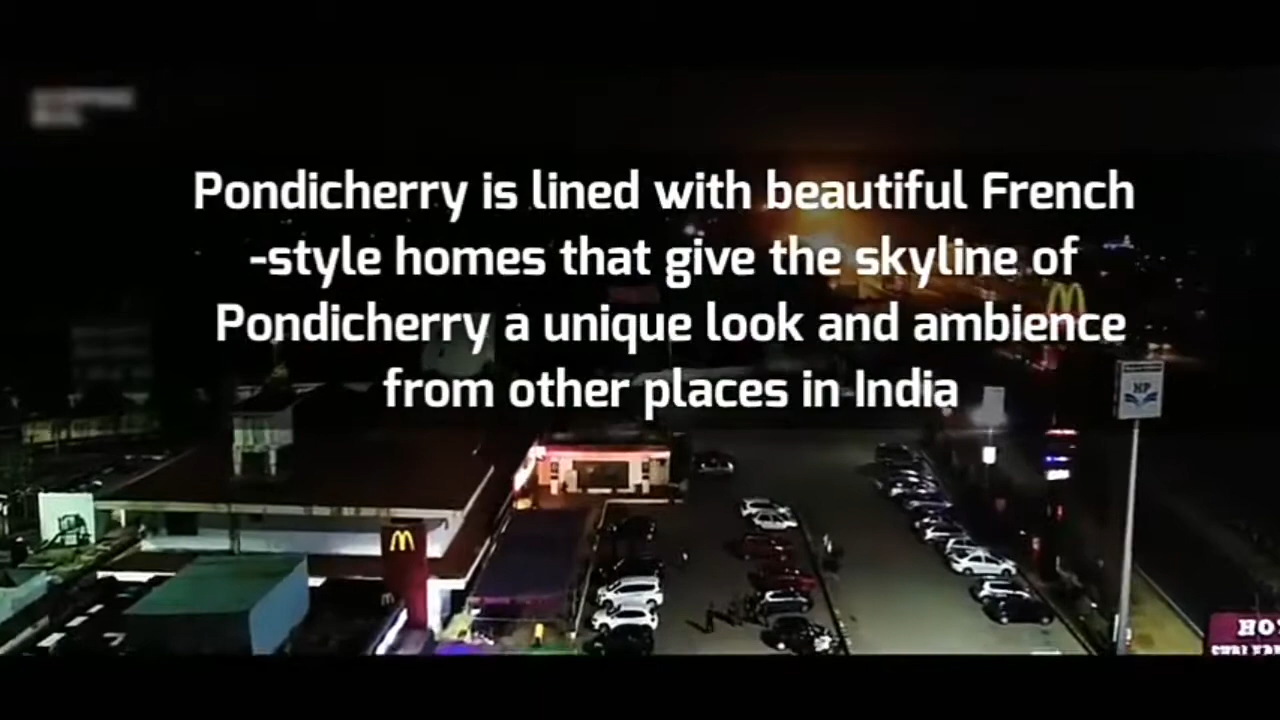 Pondicherry is lined with beautiful French
-style homes that give the skyline of
Pondicherry a unique look and ambience
from other places in India
HP